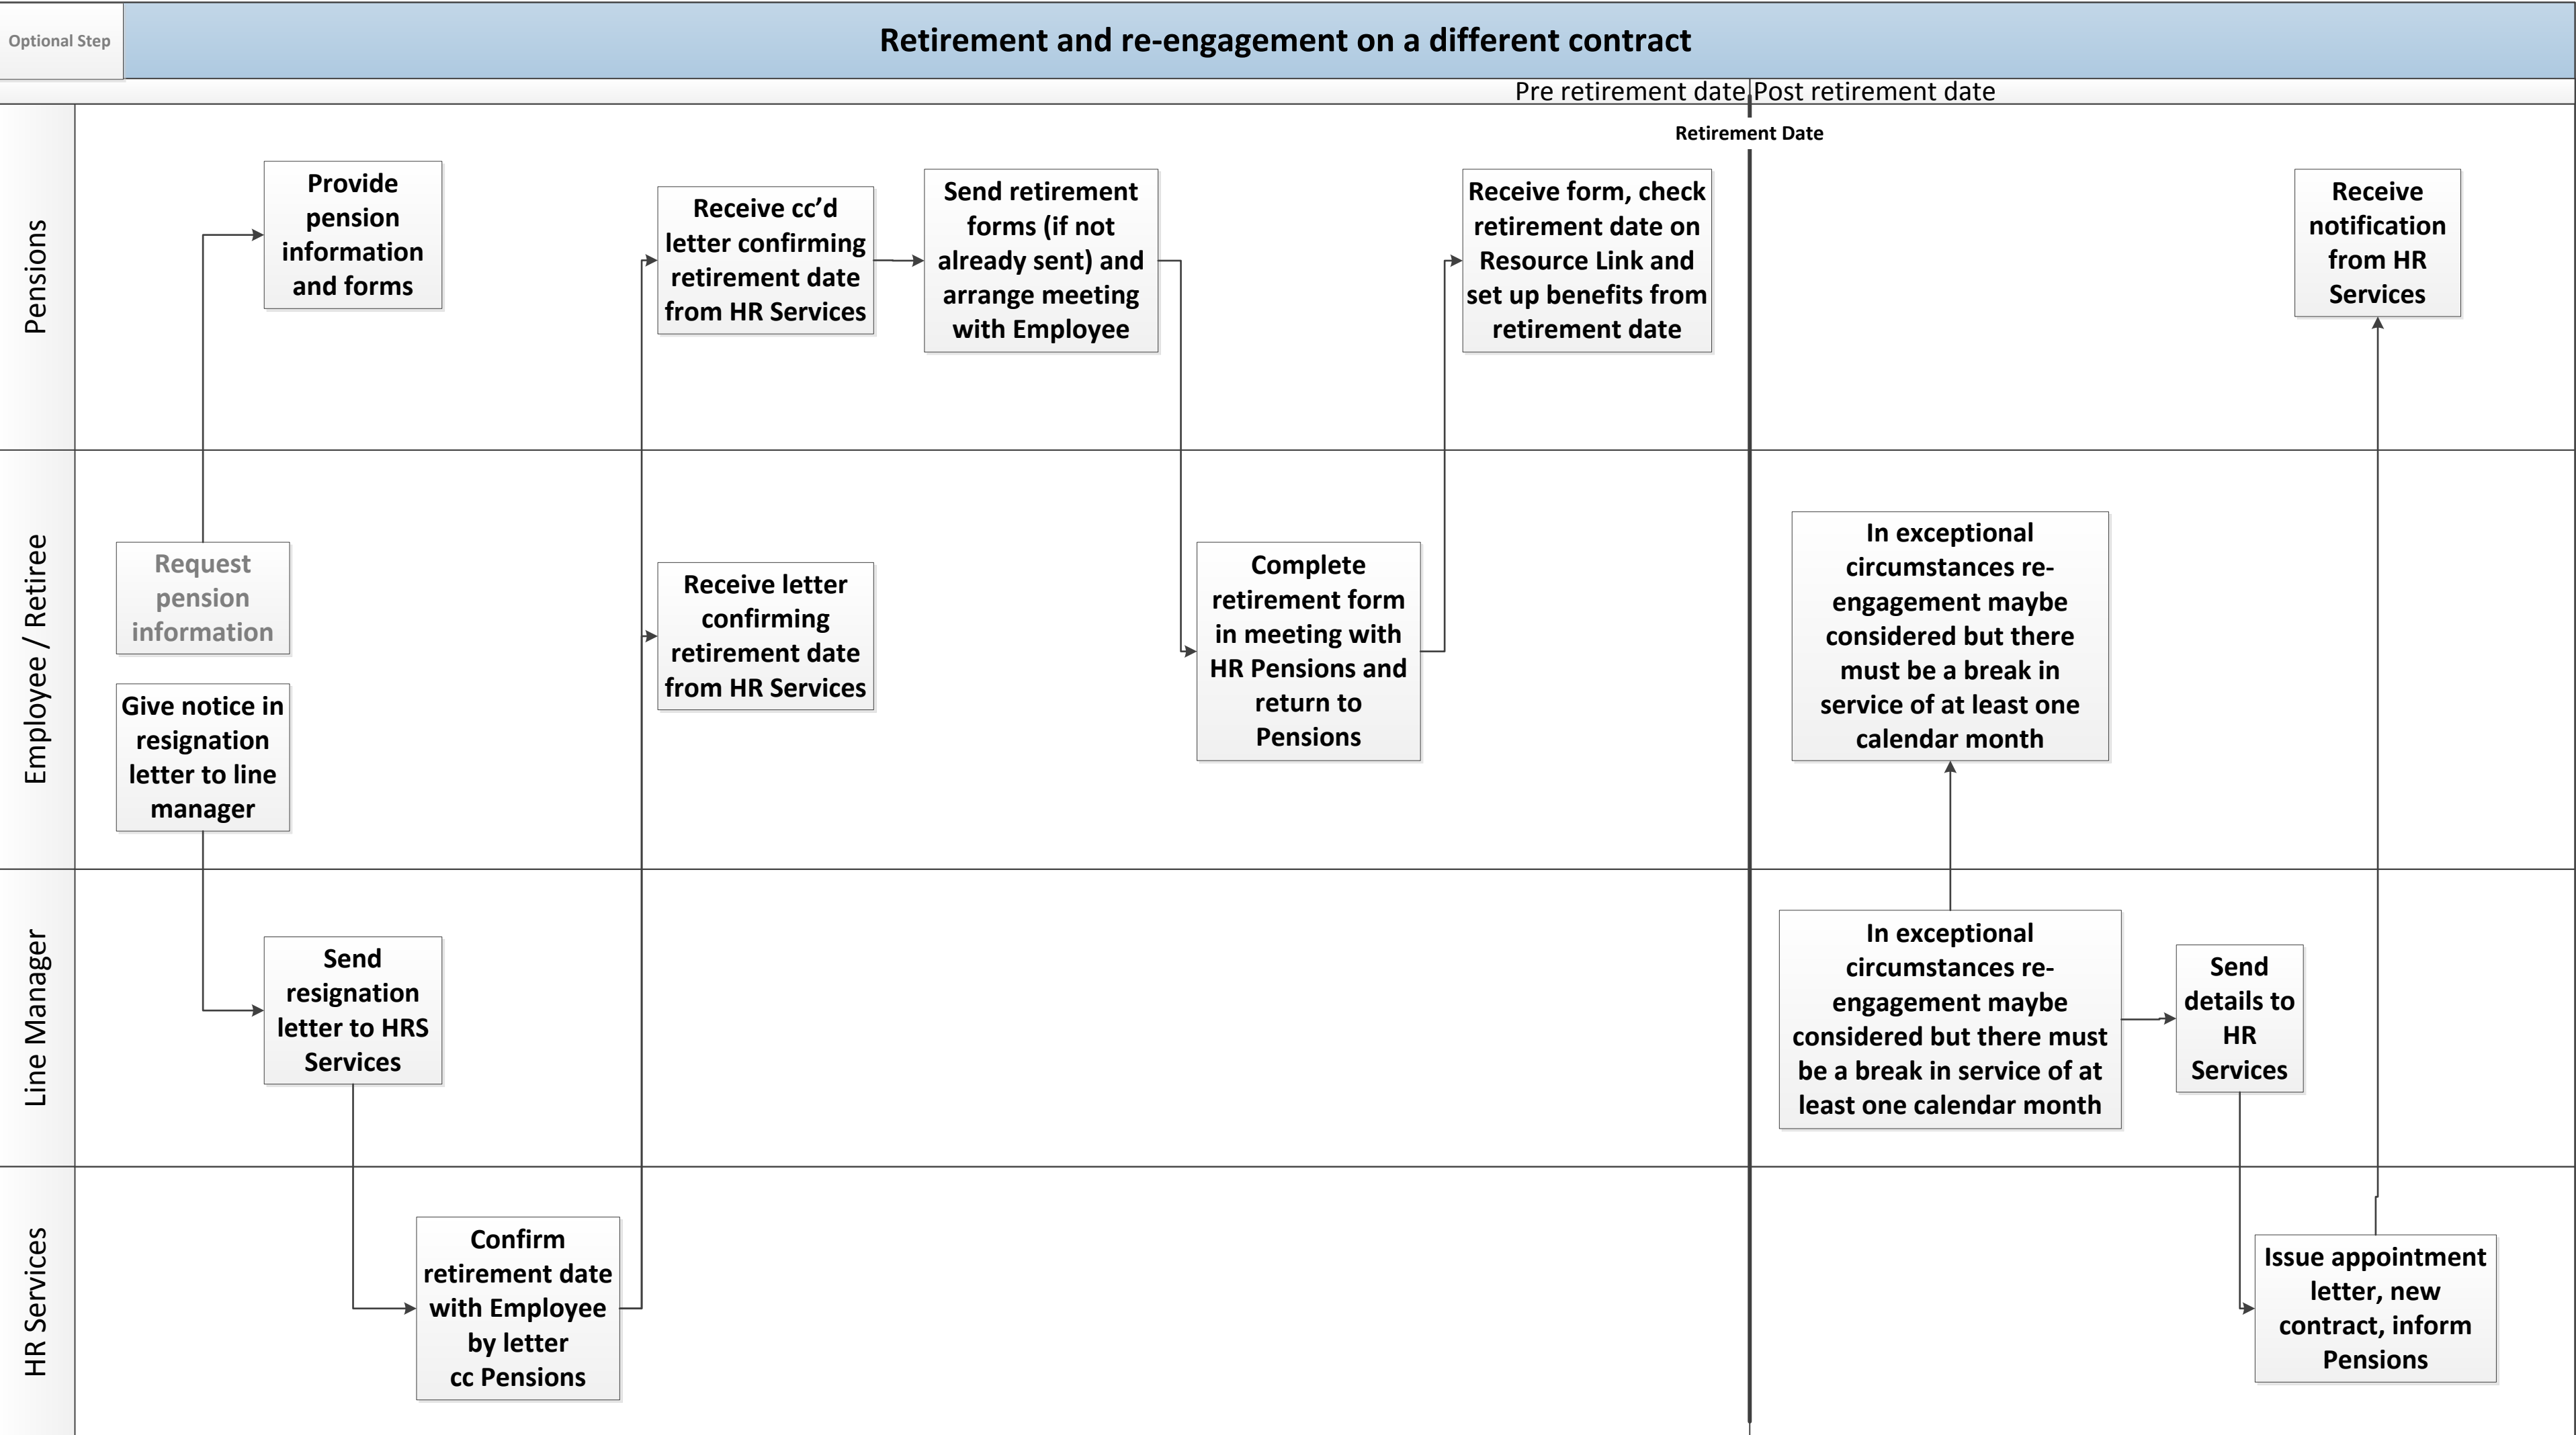 Optional Step
Retirement and re-engagement on a different contract
Pre retirement date
Post retirement date
Retirement Date
Pensions
Provide
pension
information
and forms
Receive cc’d
letter confirming
retirement date
from HR Services
Send retirement
forms (if not
already sent) and
arrange meeting
with Employee
Receive form, check
retirement date on
Resource Link and
set up benefits from
retirement date
Receive
notification
from HR
Services
Employee / Retiree
Request
pension
information
Give notice in
resignation
letter to line
manager
Receive letter
confirming
retirement date
from HR Services
Complete
retirement form
in meeting with
HR Pensions and
return to
Pensions
In exceptional
circumstances re-
engagement maybe
considered but there
must be a break in
service of at least one
calendar month
Line Manager
Send
resignation
letter to HRS
Services
In exceptional
circumstances re-
engagement maybe
considered but there must
be a break in service of at
least one calendar month
Send
details to
HR
Services
HR Services
Confirm
retirement date
with Employee
by letter
cc Pensions
Issue appointment
letter, new
contract, inform
Pensions